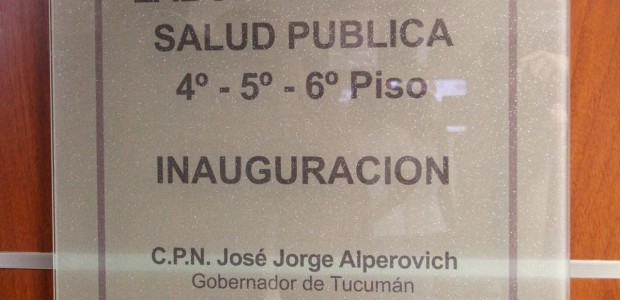 SALUD PUBLICA
4º - 5º - 6º Piso
INAUGURACION
C.P.N. José Jorge Alperovich
Gobernador de Tucumán